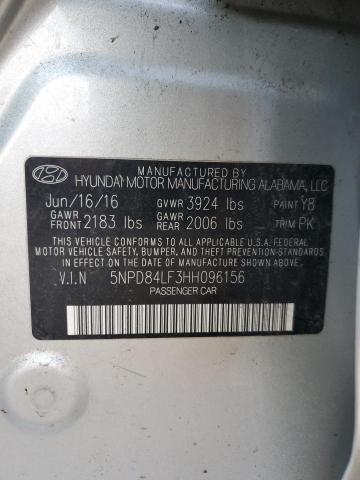 MANUFACTURED BY
HYUNDAI MOTOR MANUFACTURING ALABAMA, LLC
Jun/16/16 GVWR 3924 lbs PAINT Y8
GAWR FRONT 2183 lbs GAWR REAR 2006 lbs TRIM PK
THIS VEHICLE CONFORMS TO ALL APPLICABLE U.S.A. FEDERAL
MOTOR VEHICLE SAFETY, BUMPER, AND THEFT-PREVENTION-STANDARDS
IN EFFECT ON THE DATE OF MANUFACTURE SHOWN ABOVE.
V.I.N 5NPD84LF3HH096156
PASSENGER CAR